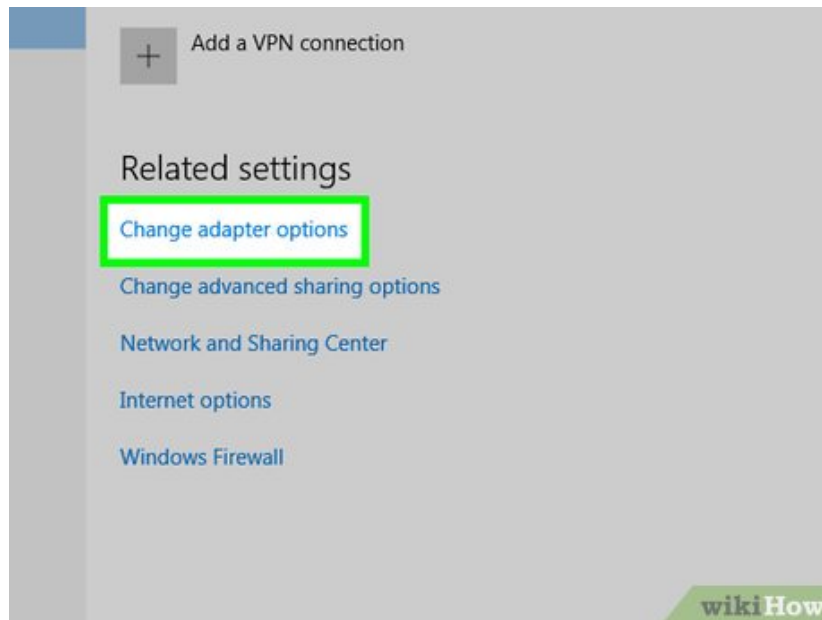 Add a VPN connection
Related settings
Change adapter options
Change advanced sharing options
Network and Sharing Center
Internet options
Windows Firewall
wikiHow